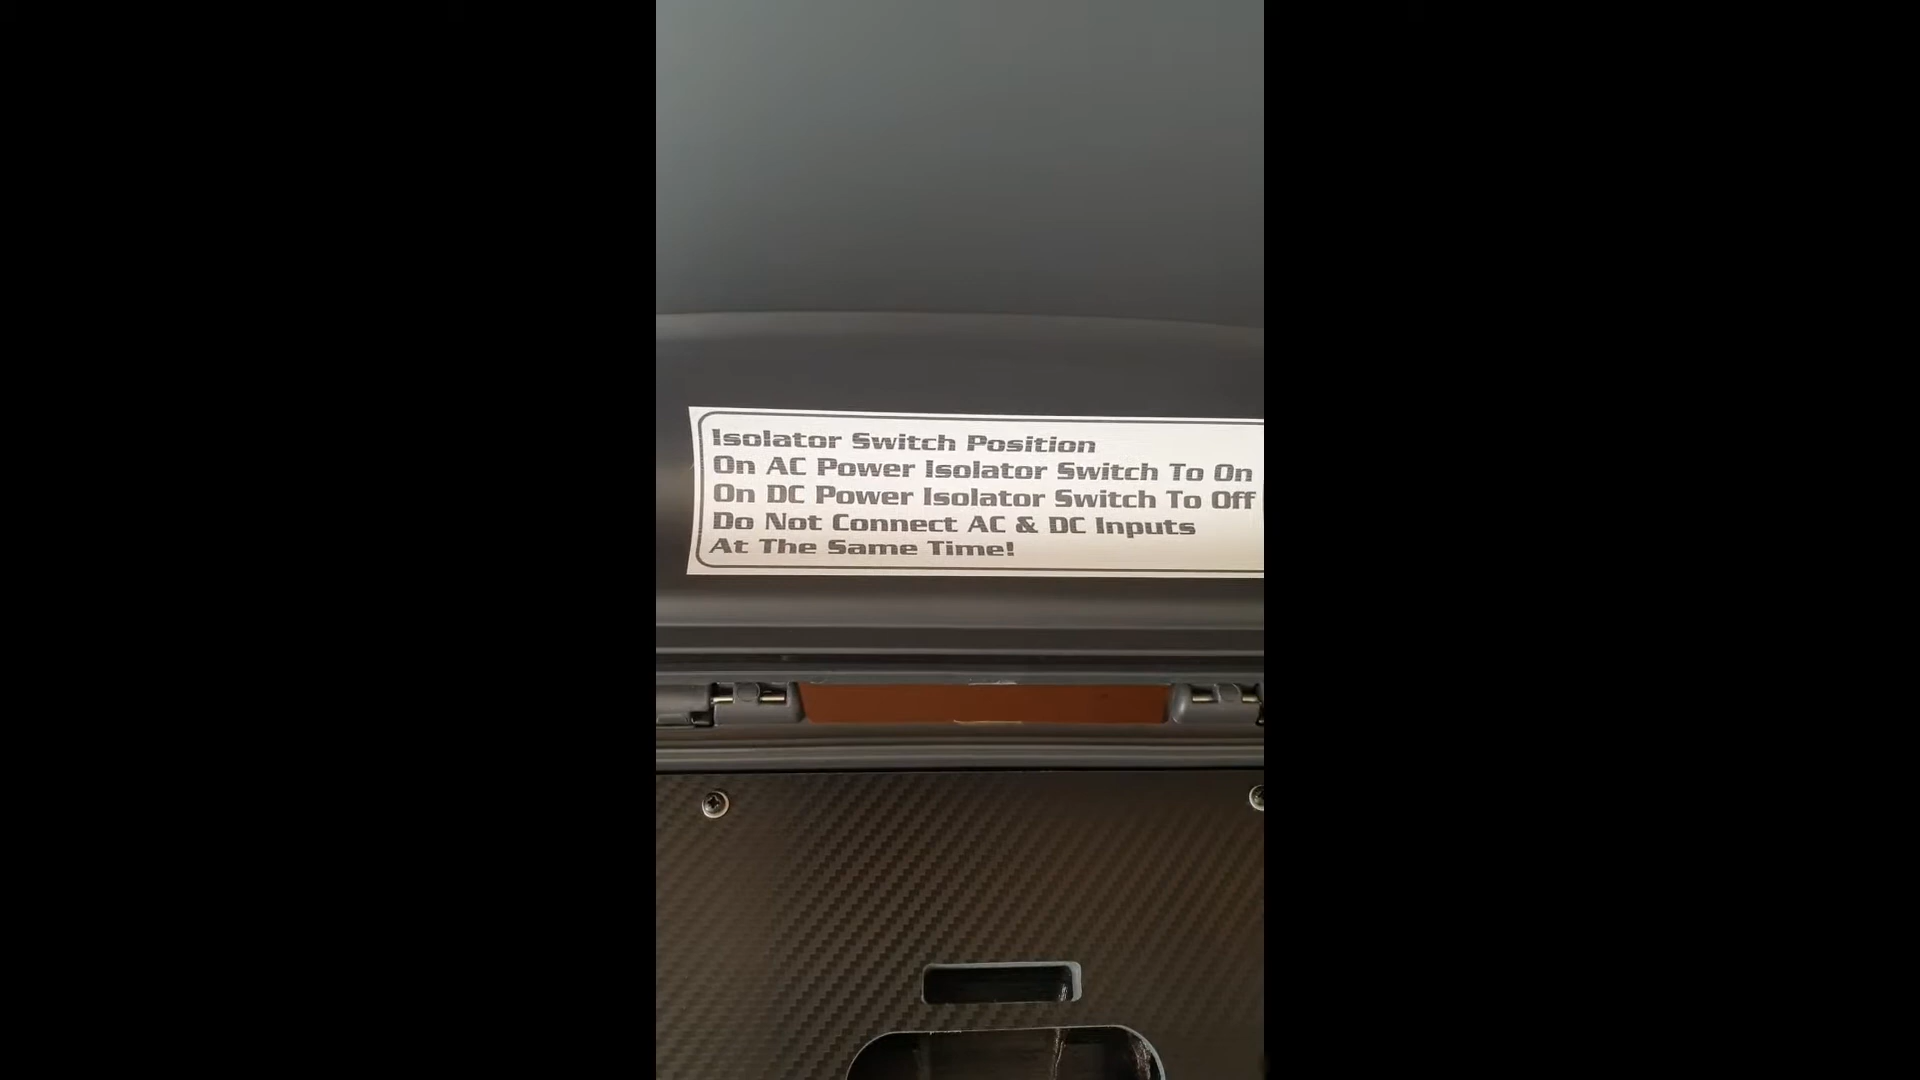 Isolator Switch Position
On AC Power Isolator Switch To On
On DC Power Isolator Switch To Off
Do Not Connect AC & DC Inputs
At The Same Time!